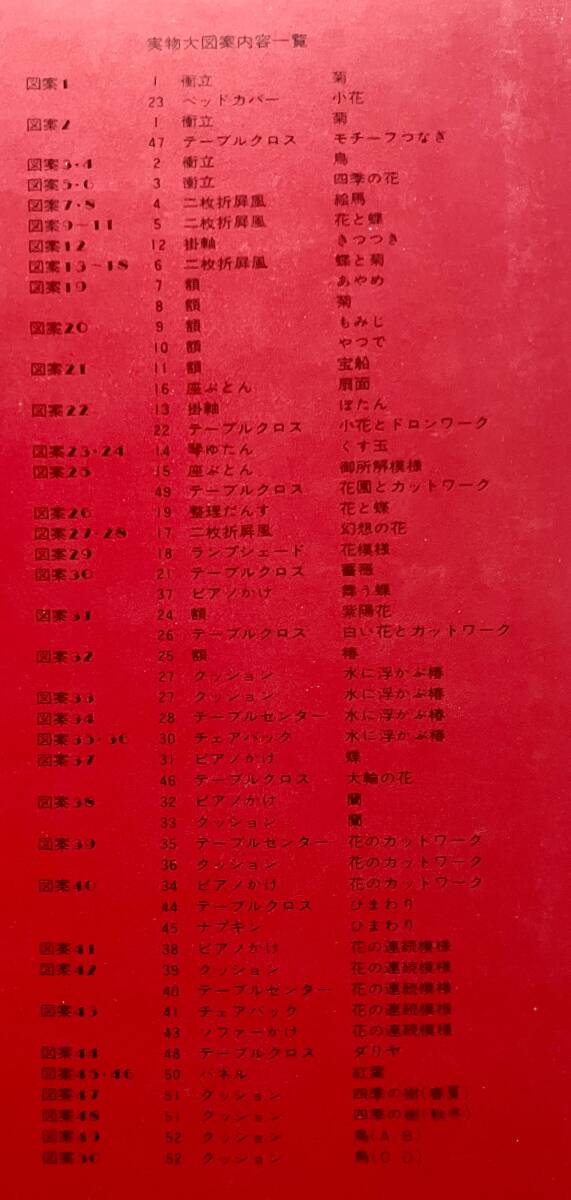 実物大図案内容一覧
図案1 1 衝立 菊
23 ベッドカバー 小花
図案2 1 衝立 菊
47 テーブルクロス モチーフつなぎ
図案3・4 2 衝立 鳥
図案5・6 3 衝立 四季の花
図案7・8 4 二枚折屏風 絵馬
図案9〜11 5 二枚折屏風 花と蝶
図案12 12 掛軸 きつつき
図案13〜18 6 二枚折屏風 蝶と菊
図案19 7 額 あやめ
8 額 菊
図案20 9 額 もみじ
10 額 やつで
図案21 11 額 宝船
16 座ぶとん 扇面
図案22 13 掛軸 ぼたん
22 テーブルクロス 小花とドロンワーク
図案23・24 14 琴ゆたん くす玉
図案25 15 座ぶとん 御所解模様
49 テーブルクロス 花園とカットワーク
図案26 19 整理だんす 花と蝶
図案27・28 17 二枚折屏風 幻想の花
図案29 18 ランプシェード 花模様
図案30 21 テーブルクロス 薔薇
37 ピアノかけ 舞う蝶
図案31 24 額 紫陽花
26 テーブルクロス 白い花とカットワーク
図案32 25 額 椿
27 クッション 水に浮かぶ椿
図案33 27 クッション 水に浮かぶ椿
図案34 28 テーブルセンター 水に浮かぶ椿
図案35・36 30 チェアバック 水に浮かぶ椿
図案37 31 ピアノかけ 蝶
46 テーブルクロス 大輪の花
図案38 32 ピアノかけ 蘭
33 クッション 蘭
図案39 35 テーブルセンター 花のカットワーク
36 クッション 花のカットワーク
図案40 34 ピアノかけ 花のカットワーク
44 テーブルクロス ひまわり
45 ナプキン ひまわり
図案41 38 ピアノかけ 花の連続模様
図案42 39 クッション 花の連続模様
40 テーブルセンター 花の連続模様
図案43 41 チェアバック 花の連続模様
43 ソファーかけ 花の連続模様
図案44 48 テーブルクロス ダリヤ
図案45・46 50 パネル 紅葉
図案47 51 クッション 四季の樹(春夏)
図案48 51 クッション 四季の樹(秋冬)
図案49 52 クッション 鳥(A B)
図案50 52 クッション 鳥(C D)